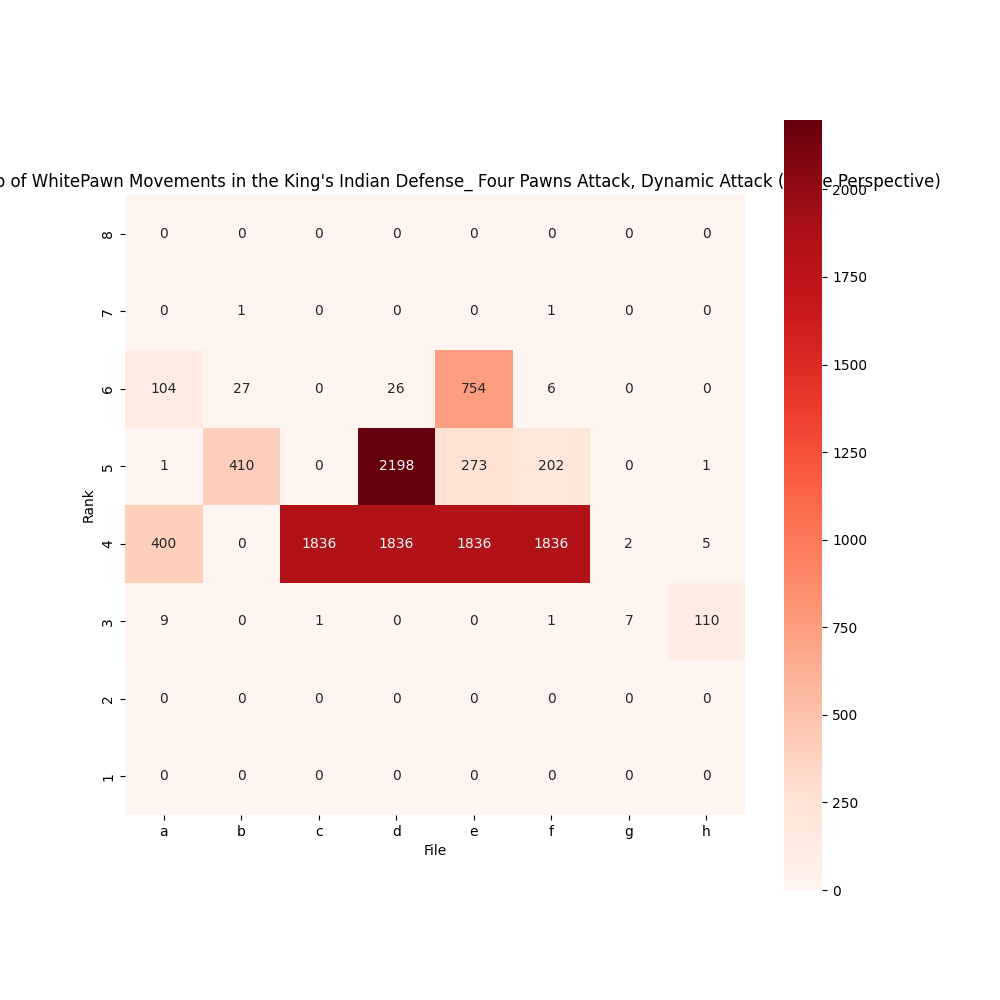 of WhitePawn Movements in the King's Indian Defense_ Four Pawns Attack, Dynamic Attack ( Perspective)
2000
8 0 0 0 0 0 0 0 0
1750
7 0 1 0 0 0 1 0 0
1500
6 104 27 0 26 754 6 0 0
1250
5 1 410 0 2198 273 202 0 1
Rank
1000
4 400 0 1836 1836 1836 1836 2 5
750
3 9 0 1 0 0 1 7 110
500
2 0 0 0 0 0 0 0 0
250
1 0 0 0 0 0 0 0 0
a b c d e f g h
File
0